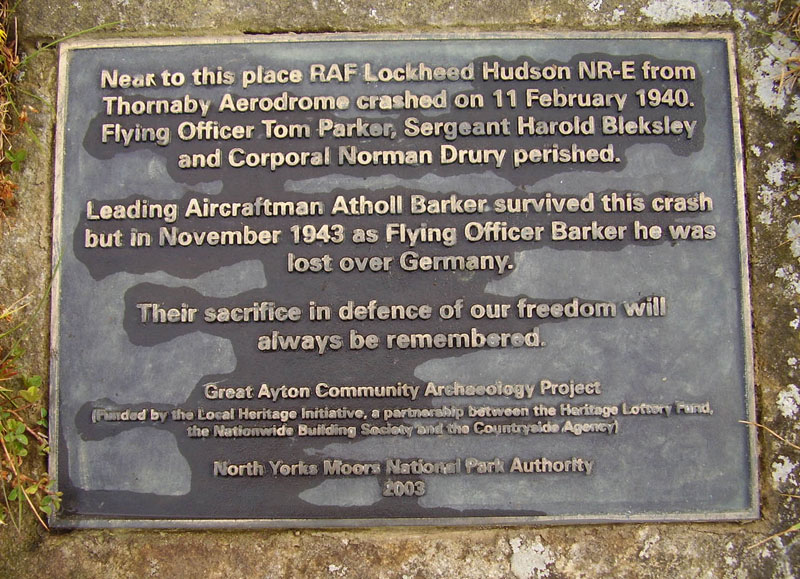 Near to this place RAF Lockheed Hudson NR-E from
Thornaby Aerodrome crashed on 11 February 1940.
Flying Officer Tom Parker, Sergeant Harold Bleksley
and Corporal Norman Drury perished.
Leading Aircraftman Atholl Barker survived this crash
but in November 1943 as Flying Officer Barker he was
lost over Germany.
Their sacrifice in defence of our freedom will
always be remembered.
Great Ayton Community Archaeology Project
(Funded by the Local Heritage Initiative, a partnership between the Heritage Lottery Fund,
the Nationwide Building Society and the Countryside Agency)
North Yorks Moors National Park Authority
2003